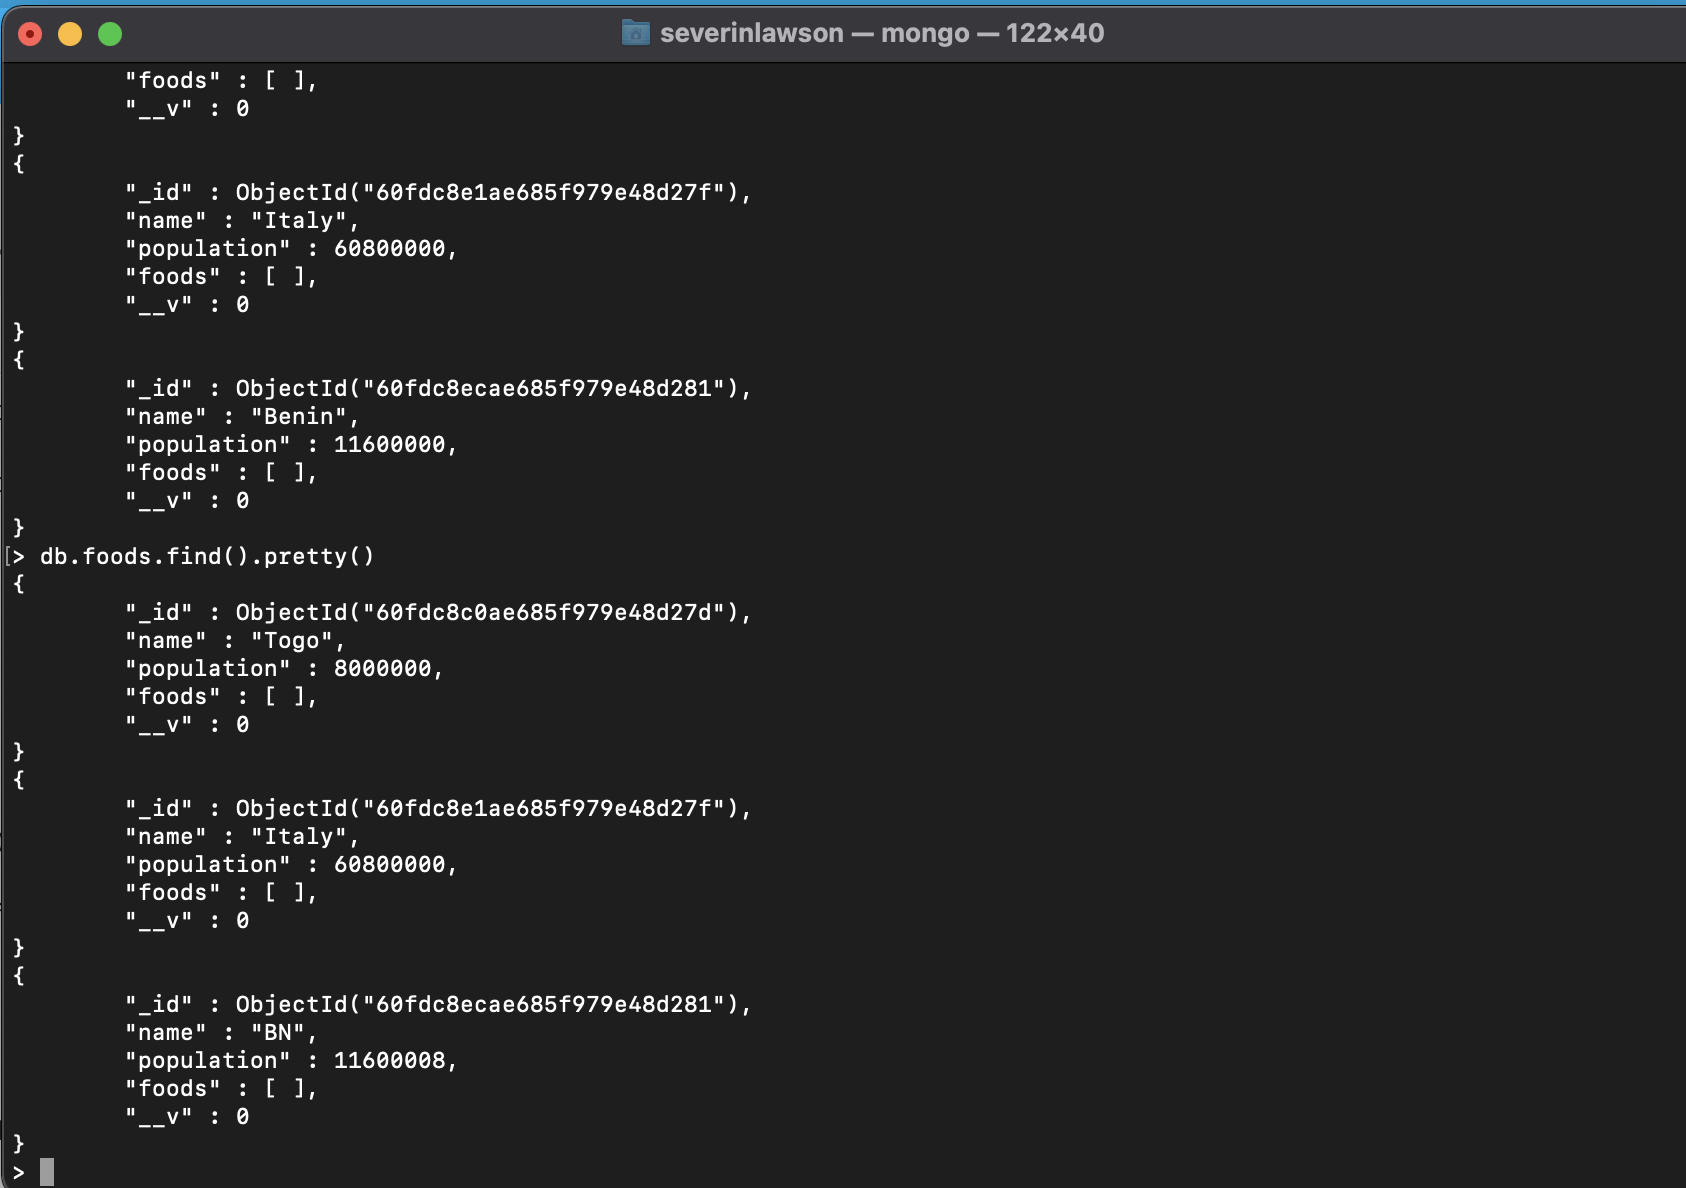 severinlawson — mongo — 122×40
"foods" : [ ],
"__v" : 0
}
{
"_id" : ObjectId("60fdc8e1ae685f979e48d27f"),
"name" : "Italy",
"population" : 60800000,
"foods" : [ ],
"__v" : 0
}
{
"_id" : ObjectId("60fdc8ecae685f979e48d281"),
"name" : "Benin",
"population" : 11600000,
"foods" : [ ],
"__v" : 0
}
[> db.foods.find().pretty()
{
"_id" : ObjectId("60fdc8c0ae685f979e48d27d"),
"name" : "Togo",
"population" : 8000000,
"foods" : [ ],
"__v" : 0
}
{
"_id" : ObjectId("60fdc8e1ae685f979e48d27f"),
"name" : "Italy",
"population" : 60800000,
"foods" : [ ],
"__v" : 0
}
{
"_id" : ObjectId("60fdc8ecae685f979e48d281"),
"name" : "BN",
"population" : 11600008,
"foods" : [ ],
"__v" : 0
}
>